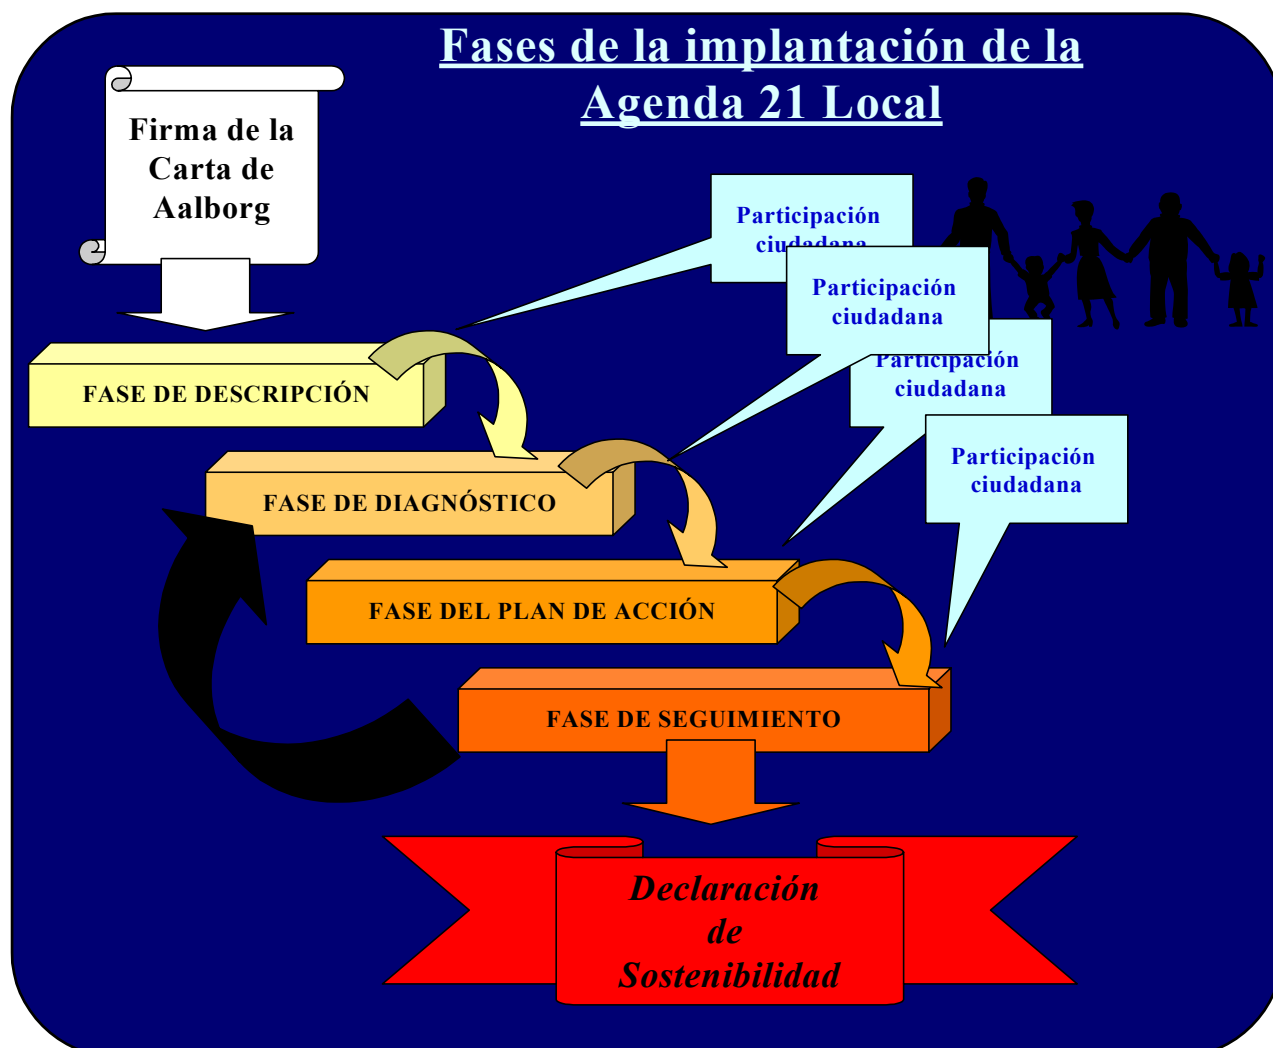 Fases de la implantación de la
Agenda 21 Local
Firma de la
Carta de
Aalborg
Participación
ciudadana
Participación
ciudadana
Participación
ciudadana
Participación
ciudadana
FASE DE DESCRIPCIÓN
FASE DE DIAGNÓSTICO
FASE DEL PLAN DE ACCIÓN
FASE DE SEGUIMIENTO
Declaración
de
Sostenibilidad